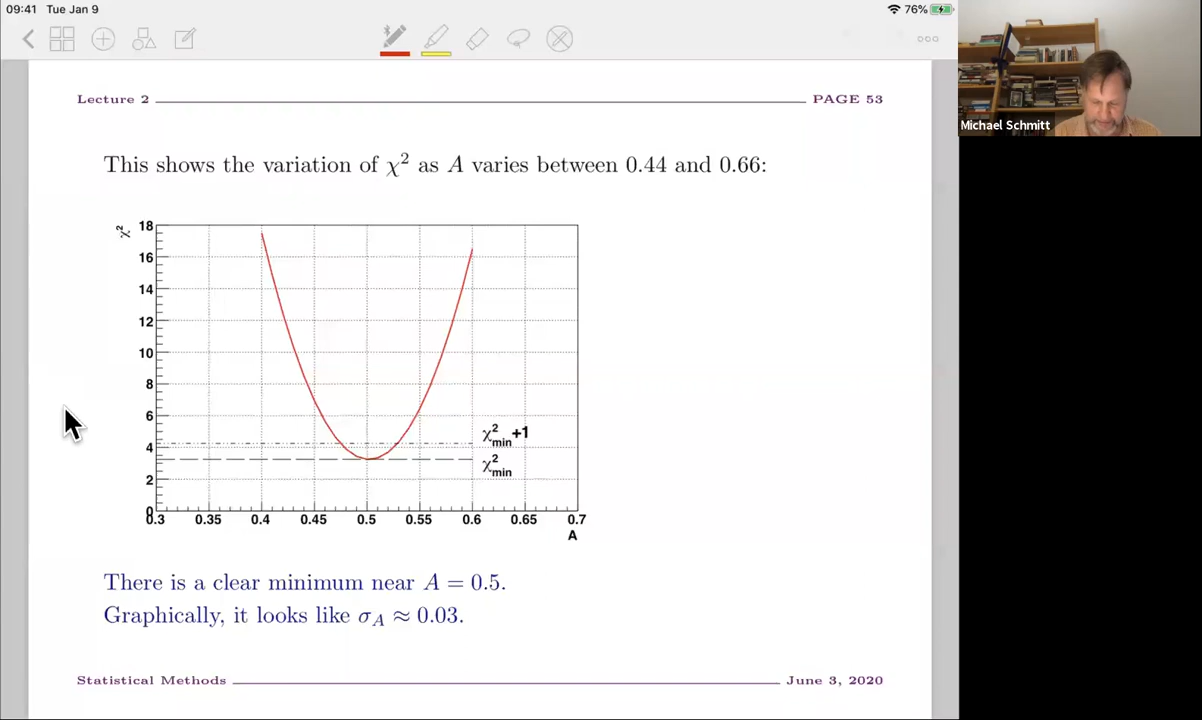 09:41 Tue Jan 9 76%
Michael Schmitt
Lecture 2 PAGE 53
This shows the variation of χ² as A varies between 0.44 and 0.66:
χ²
18
16
14
12
10
8
6
4
2
0
χ²min+1
χ²min
0.3 0.35 0.4 0.45 0.5 0.55 0.6 0.65 0.7
A
There is a clear minimum near A = 0.5.
Graphically, it looks like σA ≈ 0.03.
Statistical Methods June 3, 2020